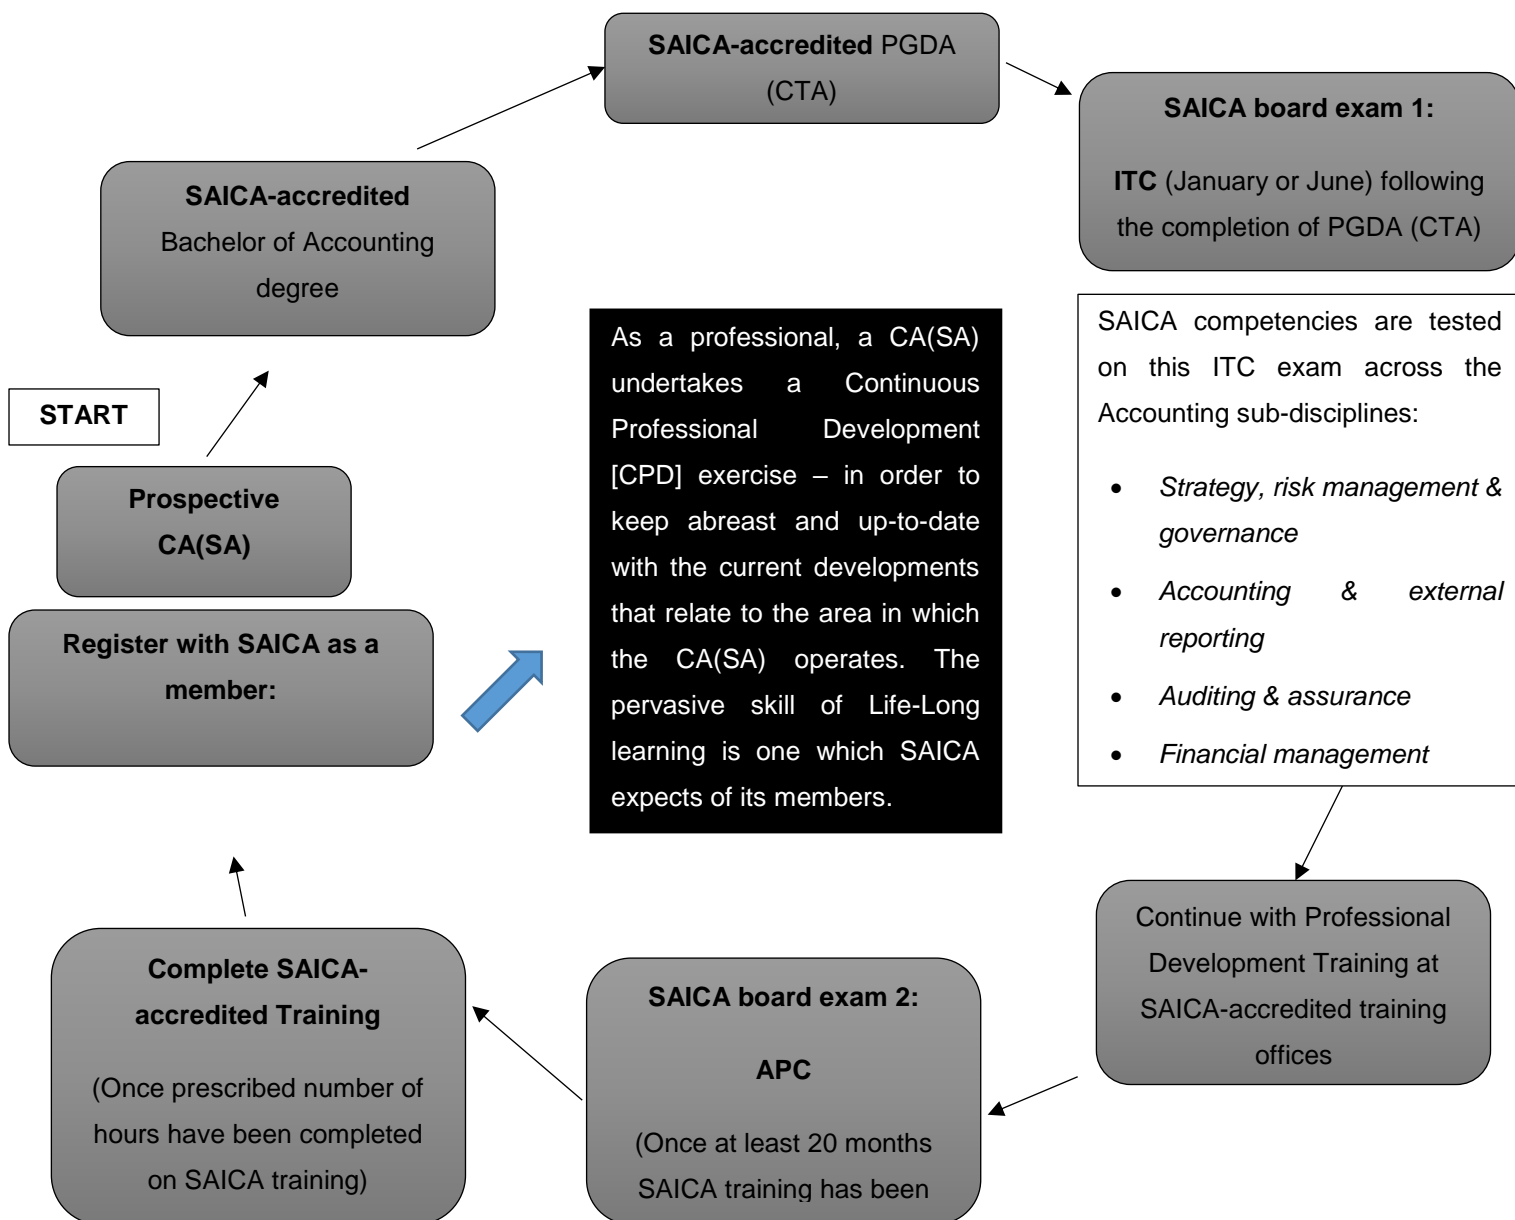 START
Prospective
CA(SA)
SAICA-accredited
Bachelor of Accounting
degree
SAICA-accredited PGDA
(CTA)
SAICA board exam 1:
ITC (January or June) following
the completion of PGDA (CTA)
SAICA competencies are tested
on this ITC exam across the
Accounting sub-disciplines:
• Strategy, risk management &
governance
• Accounting & external
reporting
• Auditing & assurance
• Financial management
Continue with Professional
Development Training at
SAICA-accredited training
offices
SAICA board exam 2:
APC
(Once at least 20 months
SAICA training has been
Complete SAICA-
accredited Training
(Once prescribed number of
hours have been completed
on SAICA training)
Register with SAICA as a
member:
As a professional, a CA(SA)
undertakes a Continuous
Professional Development
[CPD] exercise – in order to
keep abreast and up-to-date
with the current developments
that relate to the area in which
the CA(SA) operates. The
pervasive skill of Life-Long
learning is one which SAICA
expects of its members.